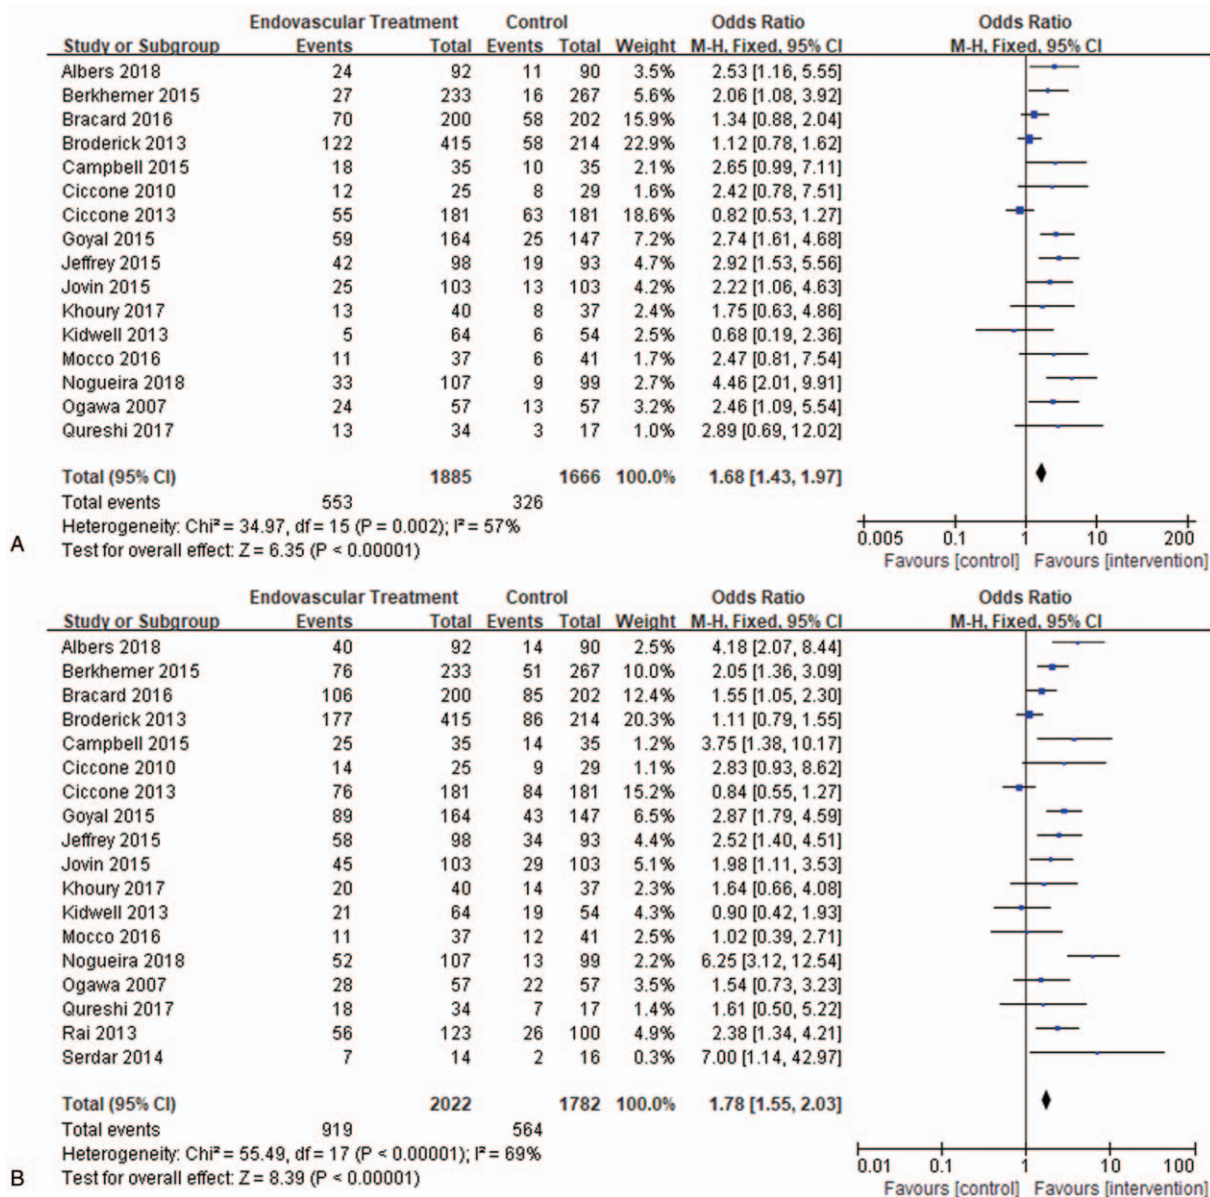 Endovascular Treatment Control Odds Ratio Odds Ratio
Study or Subgroup Events Total Events Total Weight M-H, Fixed, 95% CI M-H, Fixed, 95% CI
Albers 2018 24 92 11 90 3.5% 2.53 [1.16, 5.55]
Berkhemer 2015 27 233 16 267 5.6% 2.06 [1.08, 3.92]
Bracard 2016 70 200 58 202 15.9% 1.34 [0.88, 2.04]
Broderick 2013 122 415 58 214 22.9% 1.12 [0.78, 1.62]
Campbell 2015 18 35 10 35 2.1% 2.65 [0.99, 7.11]
Ciccone 2010 12 25 8 29 1.6% 2.42 [0.78, 7.51]
Ciccone 2013 55 181 63 181 18.6% 0.82 [0.53, 1.27]
Goyal 2015 59 164 25 147 7.2% 2.74 [1.61, 4.68]
Jeffrey 2015 42 98 19 93 4.7% 2.92 [1.53, 5.56]
Jovin 2015 25 103 13 103 4.2% 2.22 [1.06, 4.63]
Khoury 2017 13 40 8 37 2.4% 1.75 [0.63, 4.86]
Kidwell 2013 5 64 6 54 2.5% 0.68 [0.19, 2.36]
Mocco 2016 11 37 6 41 1.7% 2.47 [0.81, 7.54]
Nogueira 2018 33 107 9 99 2.7% 4.46 [2.01, 9.91]
Ogawa 2007 24 57 13 57 3.2% 2.46 [1.09, 5.54]
Qureshi 2017 13 34 3 17 1.0% 2.89 [0.69, 12.02]
Total (95% CI) 1885 1666 100.0% 1.68 [1.43, 1.97]
Total events 553 326
Heterogeneity: Chi² = 34.97, df = 15 (P = 0.002); I² = 57%
Test for overall effect: Z = 6.35 (P < 0.00001)
0.005 0.1 1 10 200
Favours [control] Favours [intervention]
A
Endovascular Treatment Control Odds Ratio Odds Ratio
Study or Subgroup Events Total Events Total Weight M-H, Fixed, 95% CI M-H, Fixed, 95% CI
Albers 2018 40 92 14 90 2.5% 4.18 [2.07, 8.44]
Berkhemer 2015 76 233 51 267 10.0% 2.05 [1.36, 3.09]
Bracard 2016 106 200 85 202 12.4% 1.55 [1.05, 2.30]
Broderick 2013 177 415 86 214 20.3% 1.11 [0.79, 1.55]
Campbell 2015 25 35 14 35 1.2% 3.75 [1.38, 10.17]
Ciccone 2010 14 25 9 29 1.1% 2.83 [0.93, 8.62]
Ciccone 2013 76 181 84 181 15.2% 0.84 [0.55, 1.27]
Goyal 2015 89 164 43 147 6.5% 2.87 [1.79, 4.59]
Jeffrey 2015 58 98 34 93 4.4% 2.52 [1.40, 4.51]
Jovin 2015 45 103 29 103 5.1% 1.98 [1.11, 3.53]
Khoury 2017 20 40 14 37 2.3% 1.64 [0.66, 4.08]
Kidwell 2013 21 64 19 54 4.3% 0.90 [0.42, 1.93]
Mocco 2016 11 37 12 41 2.5% 1.02 [0.39, 2.71]
Nogueira 2018 52 107 13 99 2.2% 6.25 [3.12, 12.54]
Ogawa 2007 28 57 22 57 3.5% 1.54 [0.73, 3.23]
Qureshi 2017 18 34 7 17 1.4% 1.61 [0.50, 5.22]
Rai 2013 56 123 26 100 4.9% 2.38 [1.34, 4.21]
Serdar 2014 7 14 2 16 0.3% 7.00 [1.14, 42.97]
Total (95% CI) 2022 1782 100.0% 1.78 [1.55, 2.03]
Total events 919 564
Heterogeneity: Chi² = 55.49, df = 17 (P < 0.00001); I² = 69%
Test for overall effect: Z = 8.39 (P < 0.00001)
0.01 0.1 1 10 100
Favours [control] Favours [intervention]
B